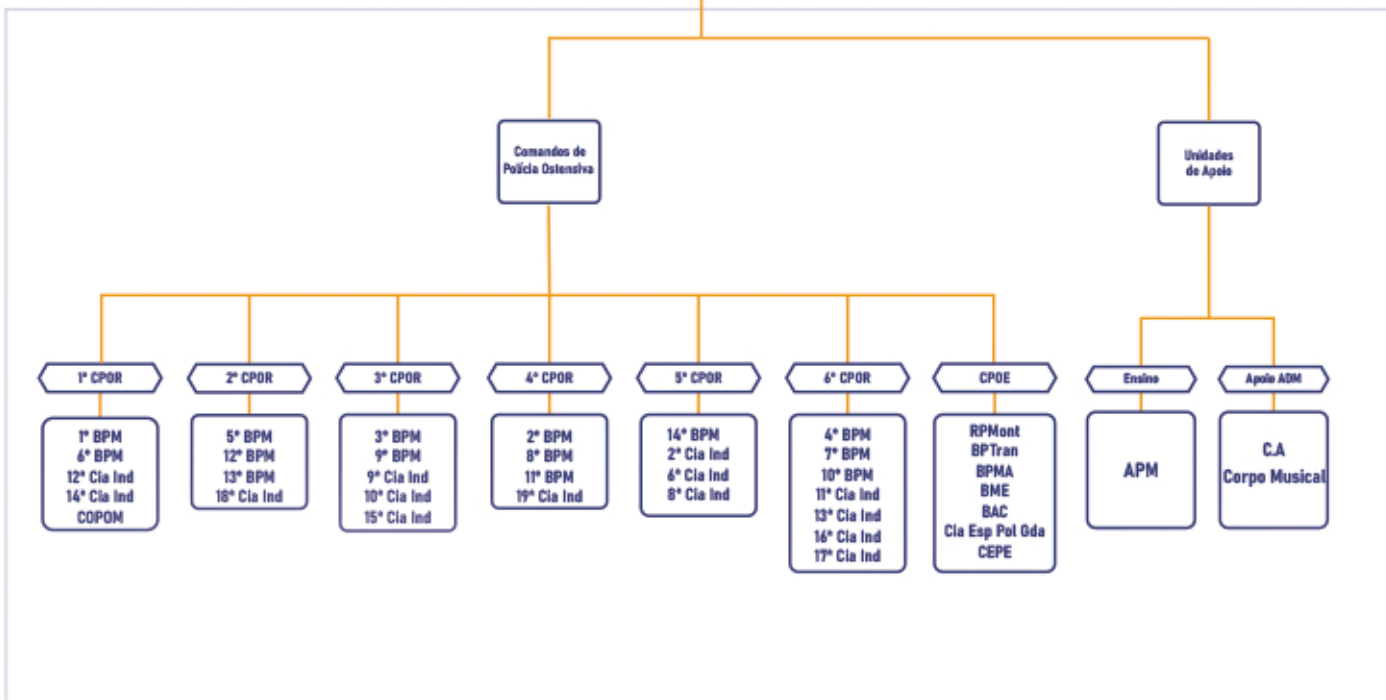 Comandos de
Polícia Ostensiva
Unidades
de Apoio
1º CPOR
2º CPOR
3º CPOR
4º CPOR
5º CPOR
6º CPOR
CPOE
Ensino
Apoio ADM
1º BPM
6º BPM
12ª Cia Ind
14ª Cia Ind
COPOM
5º BPM
12º BPM
13º BPM
18ª Cia Ind
3º BPM
9º BPM
9ª Cia Ind
10ª Cia Ind
15ª Cia Ind
2º BPM
8º BPM
11º BPM
19ª Cia Ind
14º BPM
2ª Cia Ind
6ª Cia Ind
8ª Cia Ind
4º BPM
7º BPM
10º BPM
11ª Cia Ind
13ª Cia Ind
16ª Cia Ind
17ª Cia Ind
RPMont
BPTran
BPMA
BME
BAC
Cia Esp Pol Gda
CEPE
APM
C.A
Corpo Musical